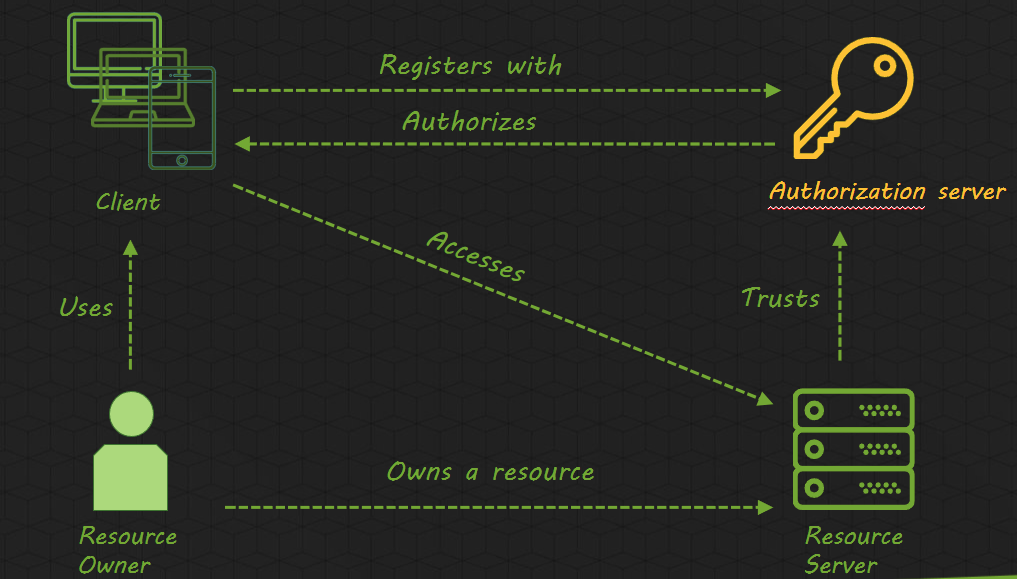 Registers with
Authorizes
Authorization server
Client
Accesses
Uses
Trusts
Owns a resource
Resource
Owner
Resource
Server